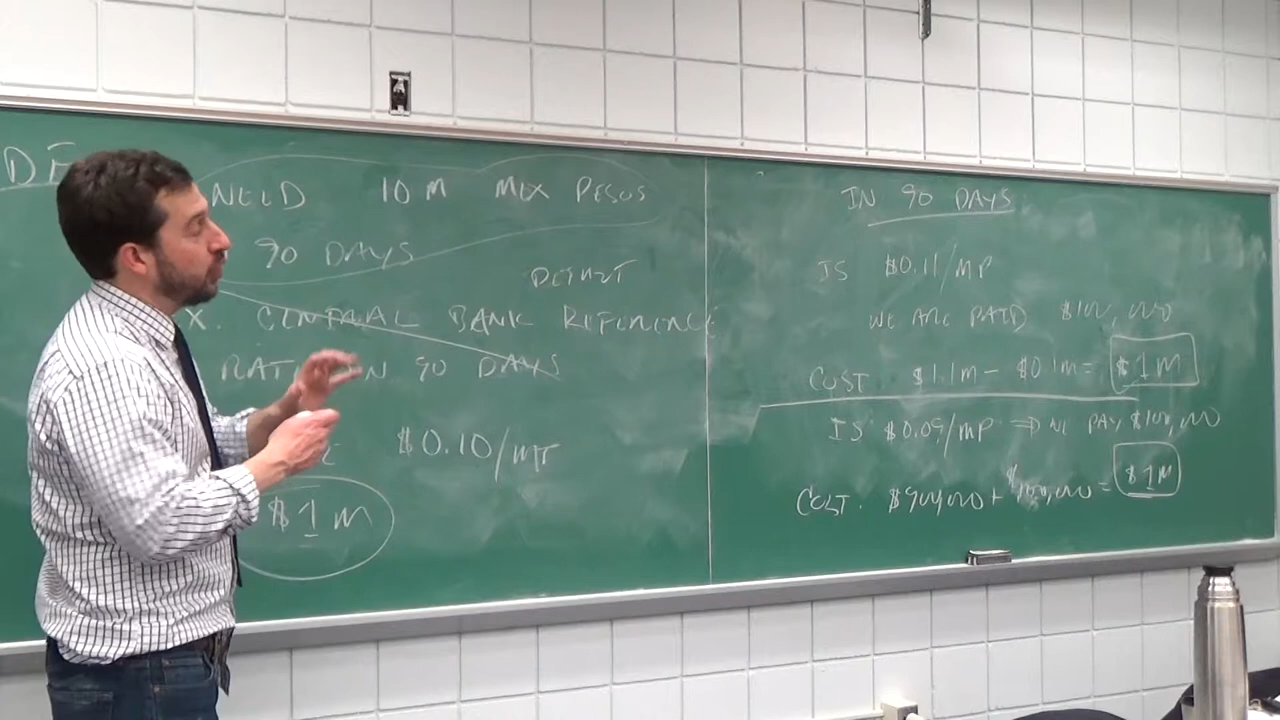 NEED 10 M MEX PESOS
90 DAYS
X. CENTRAL BANK REFERENCE
RATE IN 90 DAYS
$0.10/MP
$1 M
IN 90 DAYS
IS $0.11/MP
WE ARE PAID $100,000
COST $1.1M - $0.1M = $1M
IS $0.09/MP ⇒ WE PAY $100,000
COST. $900,000 + $100,000 = $1M